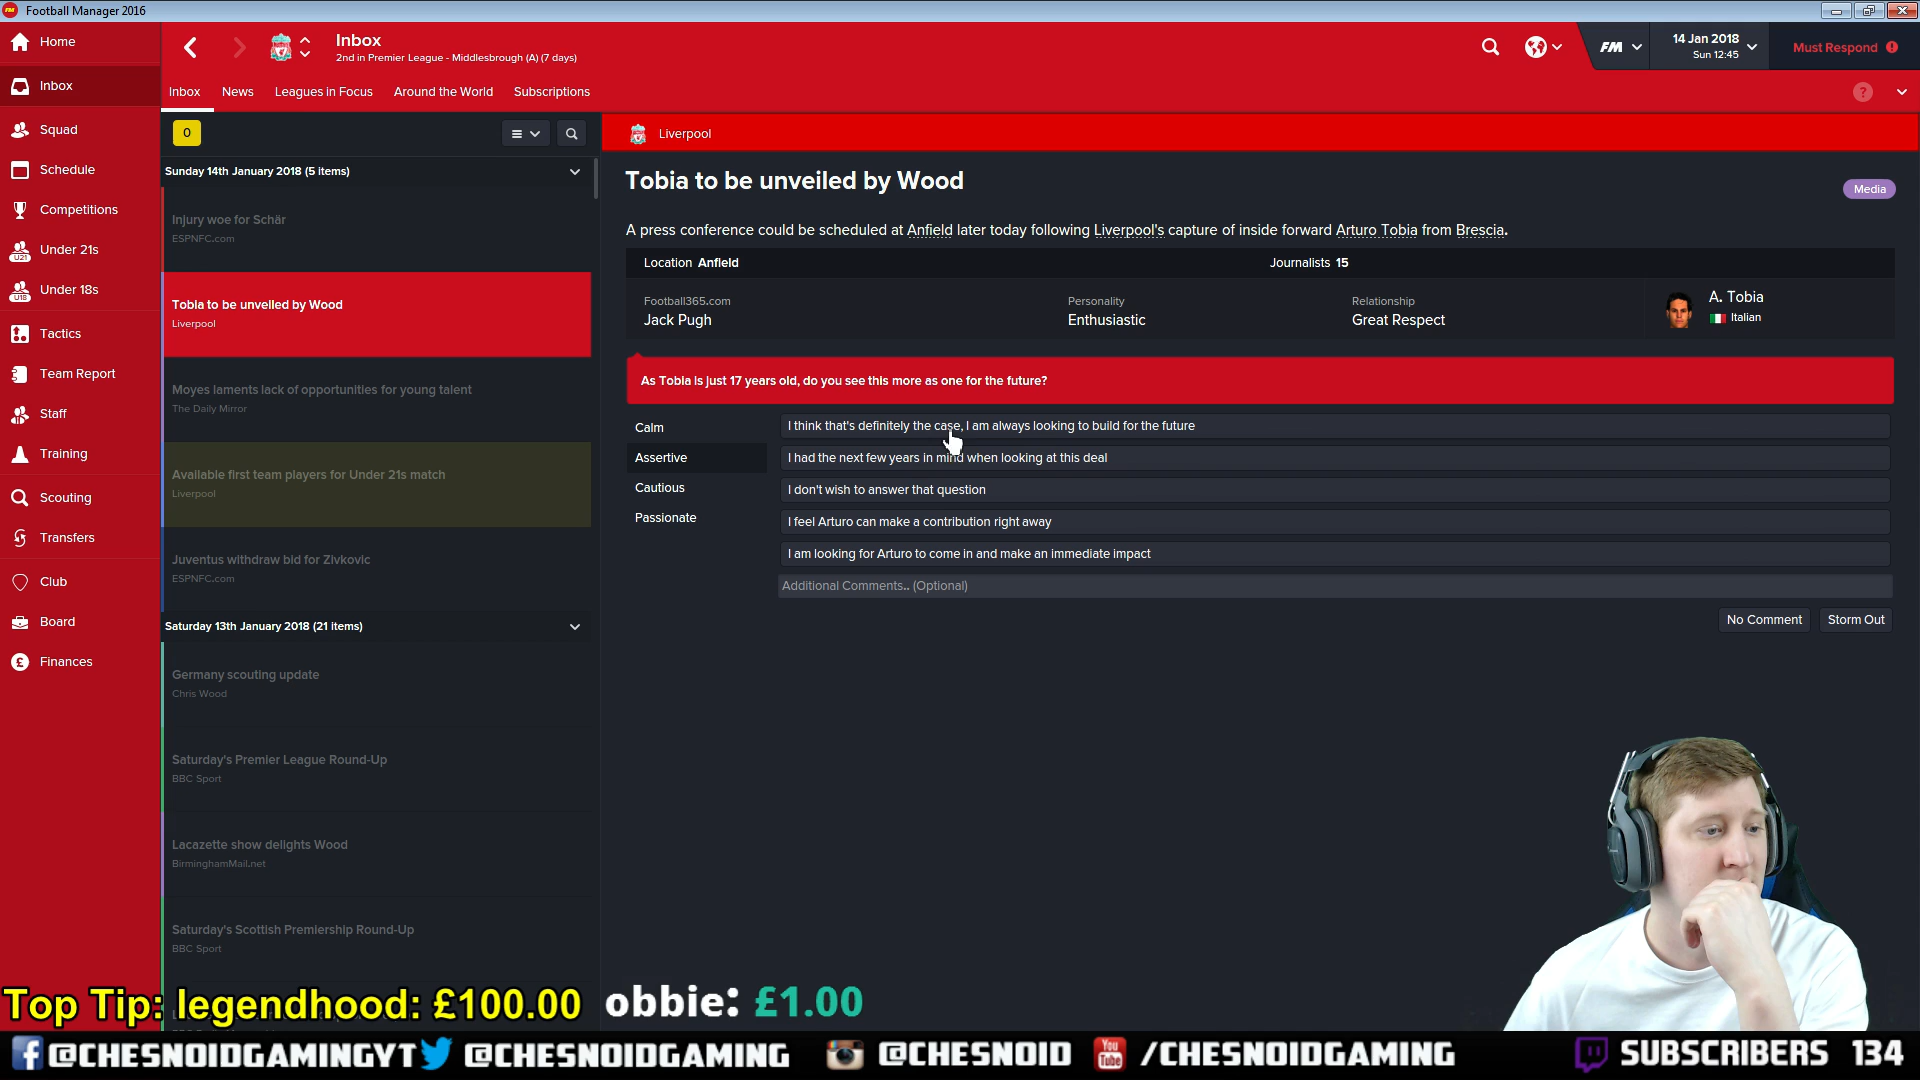 Football Manager 2016
Home
Inbox
Squad
Schedule
Competitions
Under 21s
Under 18s
Tactics
Team Report
Staff
Training
Scouting
Transfers
Club
Board
Finances
Inbox
2nd in Premier League - Middlesbrough (A) (7 days)
FM
14 Jan 2018
Sun 12:45
Must Respond
Inbox News Leagues in Focus Around the World Subscriptions
0
Sunday 14th January 2018 (5 items)
Injury woe for Schär
ESPNFC.com
Tobia to be unveiled by Wood
Liverpool
Moyes laments lack of opportunities for young talent
The Daily Mirror
Available first team players for Under 21s match
Liverpool
Juventus withdraw bid for Zivkovic
ESPNFC.com
Saturday 13th January 2018 (21 items)
Germany scouting update
Chris Wood
Saturday's Premier League Round-Up
BBC Sport
Lacazette show delights Wood
BirminghamMail.net
Saturday's Scottish Premiership Round-Up
BBC Sport
Liverpool
Tobia to be unveiled by Wood
Media
A press conference could be scheduled at Anfield later today following Liverpool's capture of inside forward Arturo Tobia from Brescia.
Location Anfield Journalists 15
Football365.com
Jack Pugh
Personality
Enthusiastic
Relationship
Great Respect
A. Tobia
Italian
As Tobia is just 17 years old, do you see this more as one for the future?
Calm
Assertive
Cautious
Passionate
I think that's definitely the case, I am always looking to build for the future
I had the next few years in mind when looking at this deal
I don't wish to answer that question
I feel Arturo can make a contribution right away
I am looking for Arturo to come in and make an immediate impact
Additional Comments.. (Optional)
No Comment Storm Out
Top Tip: legendhood: £100.00 obbie: £1.00
@CHESNOIDGAMINGYT @CHESNOIDGAMING @CHESNOID You Tube /CHESNOIDGAMING SUBSCRIBERS 134